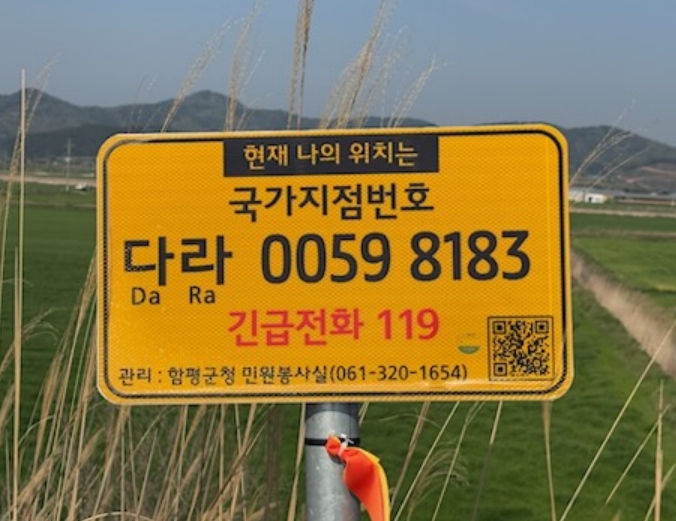 현재 나의 위치는
국가지점번호
다라 0059 8183
Da Ra
긴급전화 119
관리 : 함평군청 민원봉사실(061-320-1654)